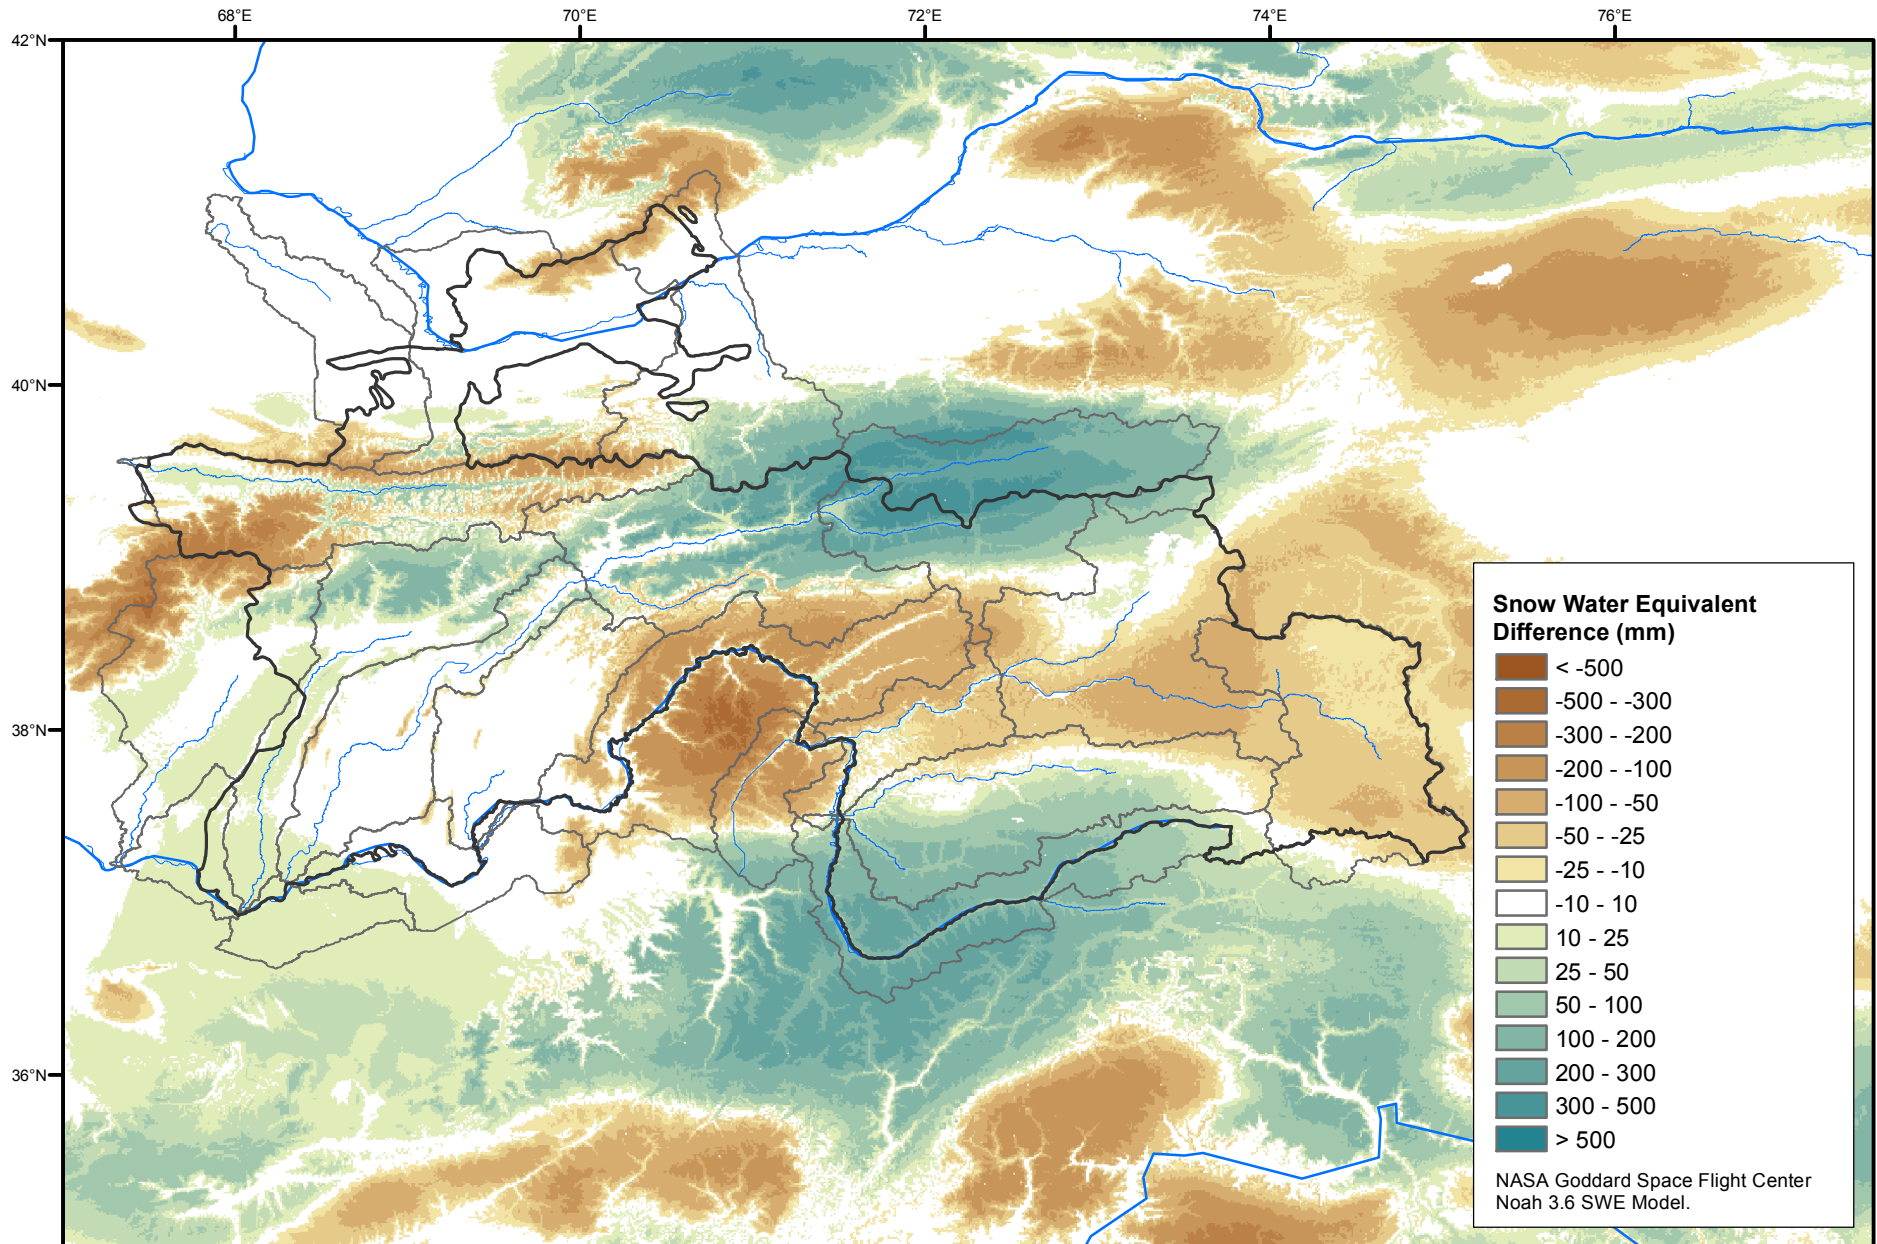 68°E 70°E 72°E 74°E 76°E
42°N
40°N
38°N
36°N
Snow Water Equivalent
Difference (mm)
< -500
-500 - -300
-300 - -200
-200 - -100
-100 - -50
-50 - -25
-25 - -10
-10 - 10
10 - 25
25 - 50
50 - 100
100 - 200
200 - 300
300 - 500
> 500
NASA Goddard Space Flight Center
Noah 3.6 SWE Model.